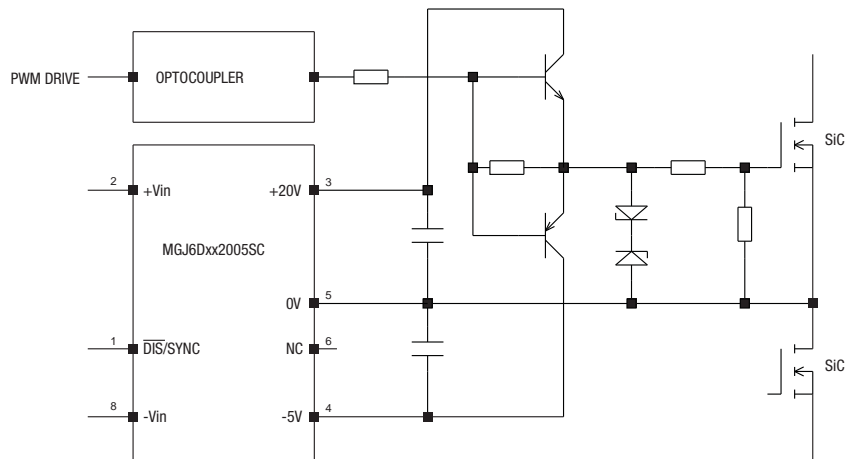 PWM DRIVE
OPTOCOUPLER
SiC
2
+Vin
+20V
3
MGJ6Dxx2005SC
0V
5
1
DIS/SYNC
NC
6
SiC
8
-Vin
-5V
4